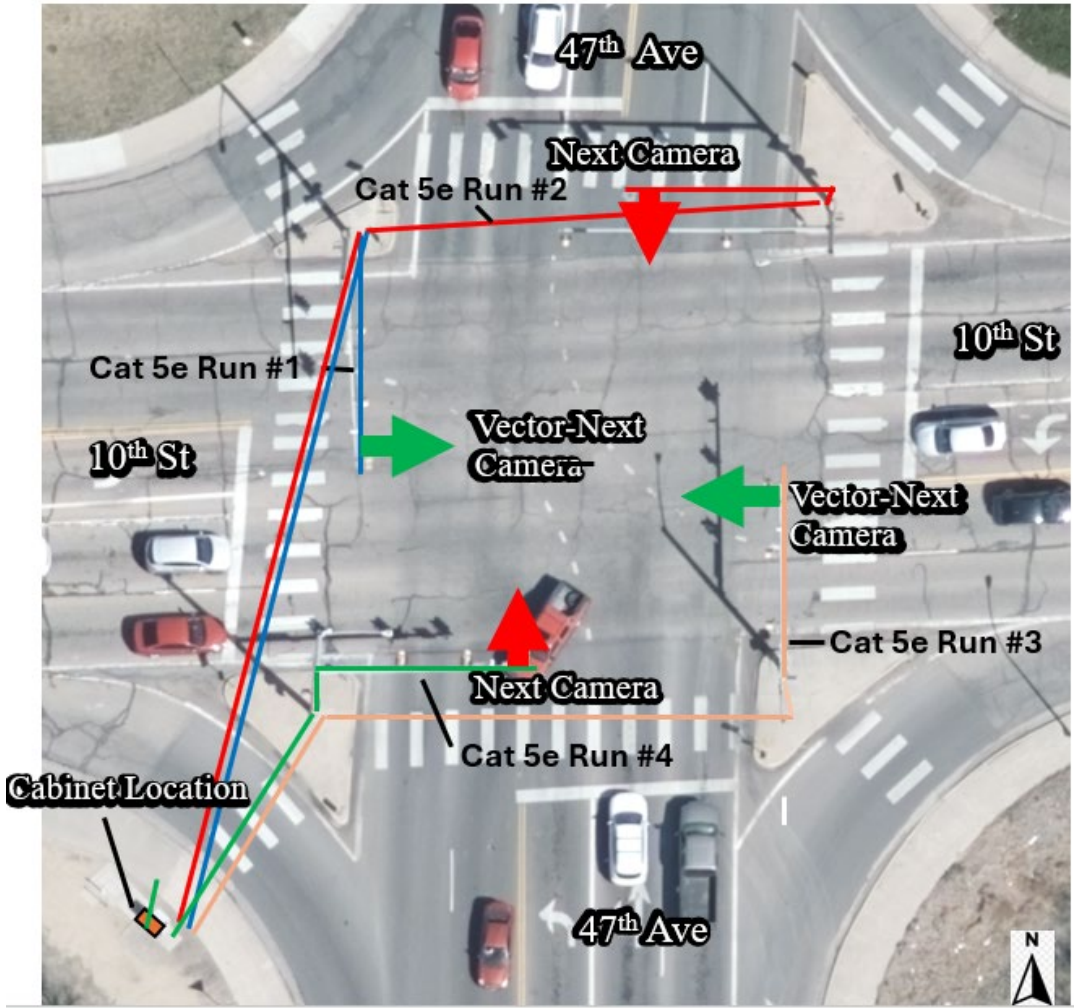 47th Ave
Next Camera
Cat 5e Run #2
10th St
Cat 5e Run #1
Vector-Next
Camera
10th St
Vector-Next
Camera
Cat 5e Run #3
Next Camera
Cat 5e Run #4
Cabinet Location
47th Ave
N